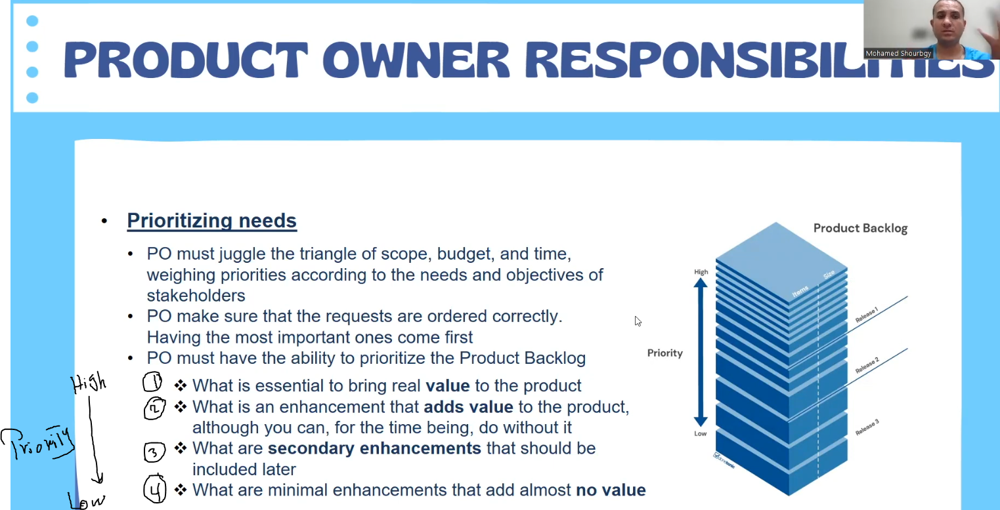 PRODUCT OWNER RESPONSIBILITIES
Mohamed Shourbgy
• Prioritizing needs
• PO must juggle the triangle of scope, budget, and time,
weighing priorities according to the needs and objectives of
stakeholders
• PO make sure that the requests are ordered correctly.
Having the most important ones come first
• PO must have the ability to prioritize the Product Backlog
High
1 ❖ What is essential to bring real value to the product
2 ❖ What is an enhancement that adds value to the product,
although you can, for the time being, do without it
Priority
3 ❖ What are secondary enhancements that should be
included later
4 ❖ What are minimal enhancements that add almost no value
Low
Product Backlog
High
Items
Size
Release 1
Priority
Release 2
Release 3
Low